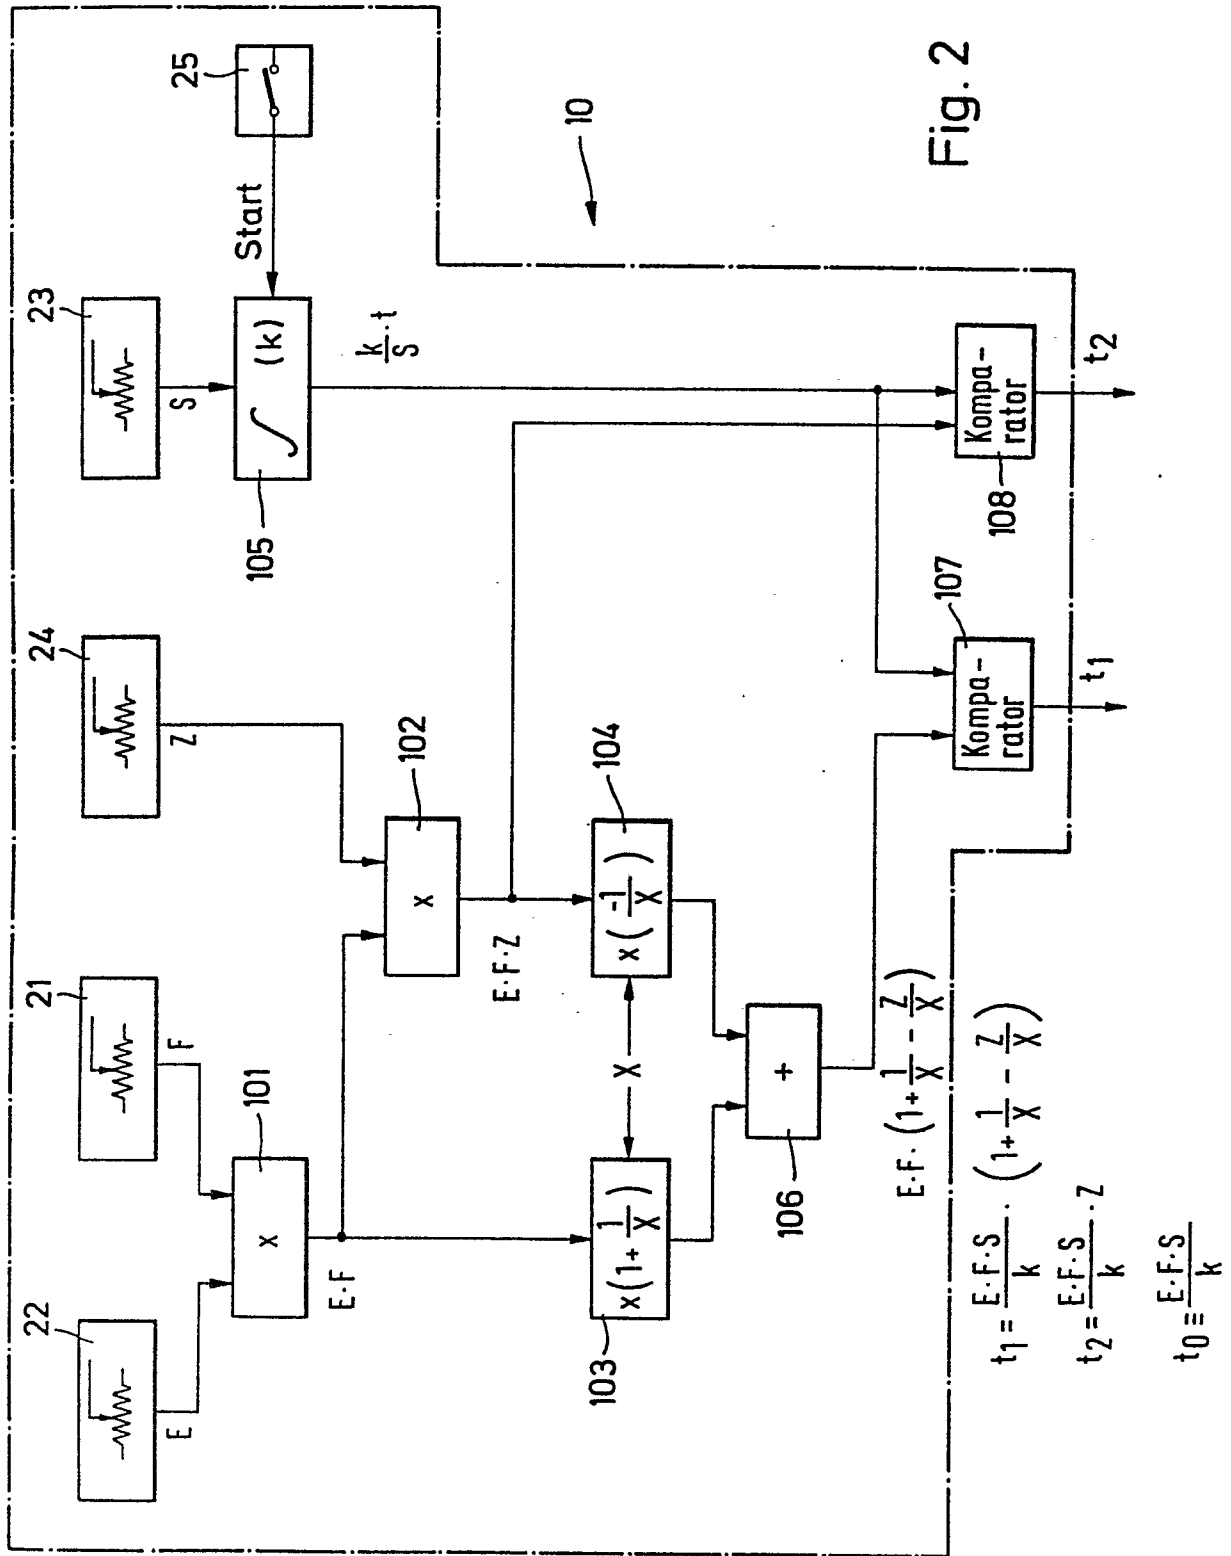 22
21
24
23
25
E
F
Z
S
Start
101
x
102
x
105
∫ (k)
E·F
E·F·Z
k/S · t
10
103
x(1+ 1/X)
X
104
x(-1/X)
106
+
E·F·(1+ 1/X - Z/X)
107
Kompa-
rator
108
Kompa-
rator
t₁
t₂
t₁ = E·F·S/k · (1+ 1/X - Z/X)
t₂ = E·F·S/k · Z
t₀ ≡ E·F·S/k
Fig. 2